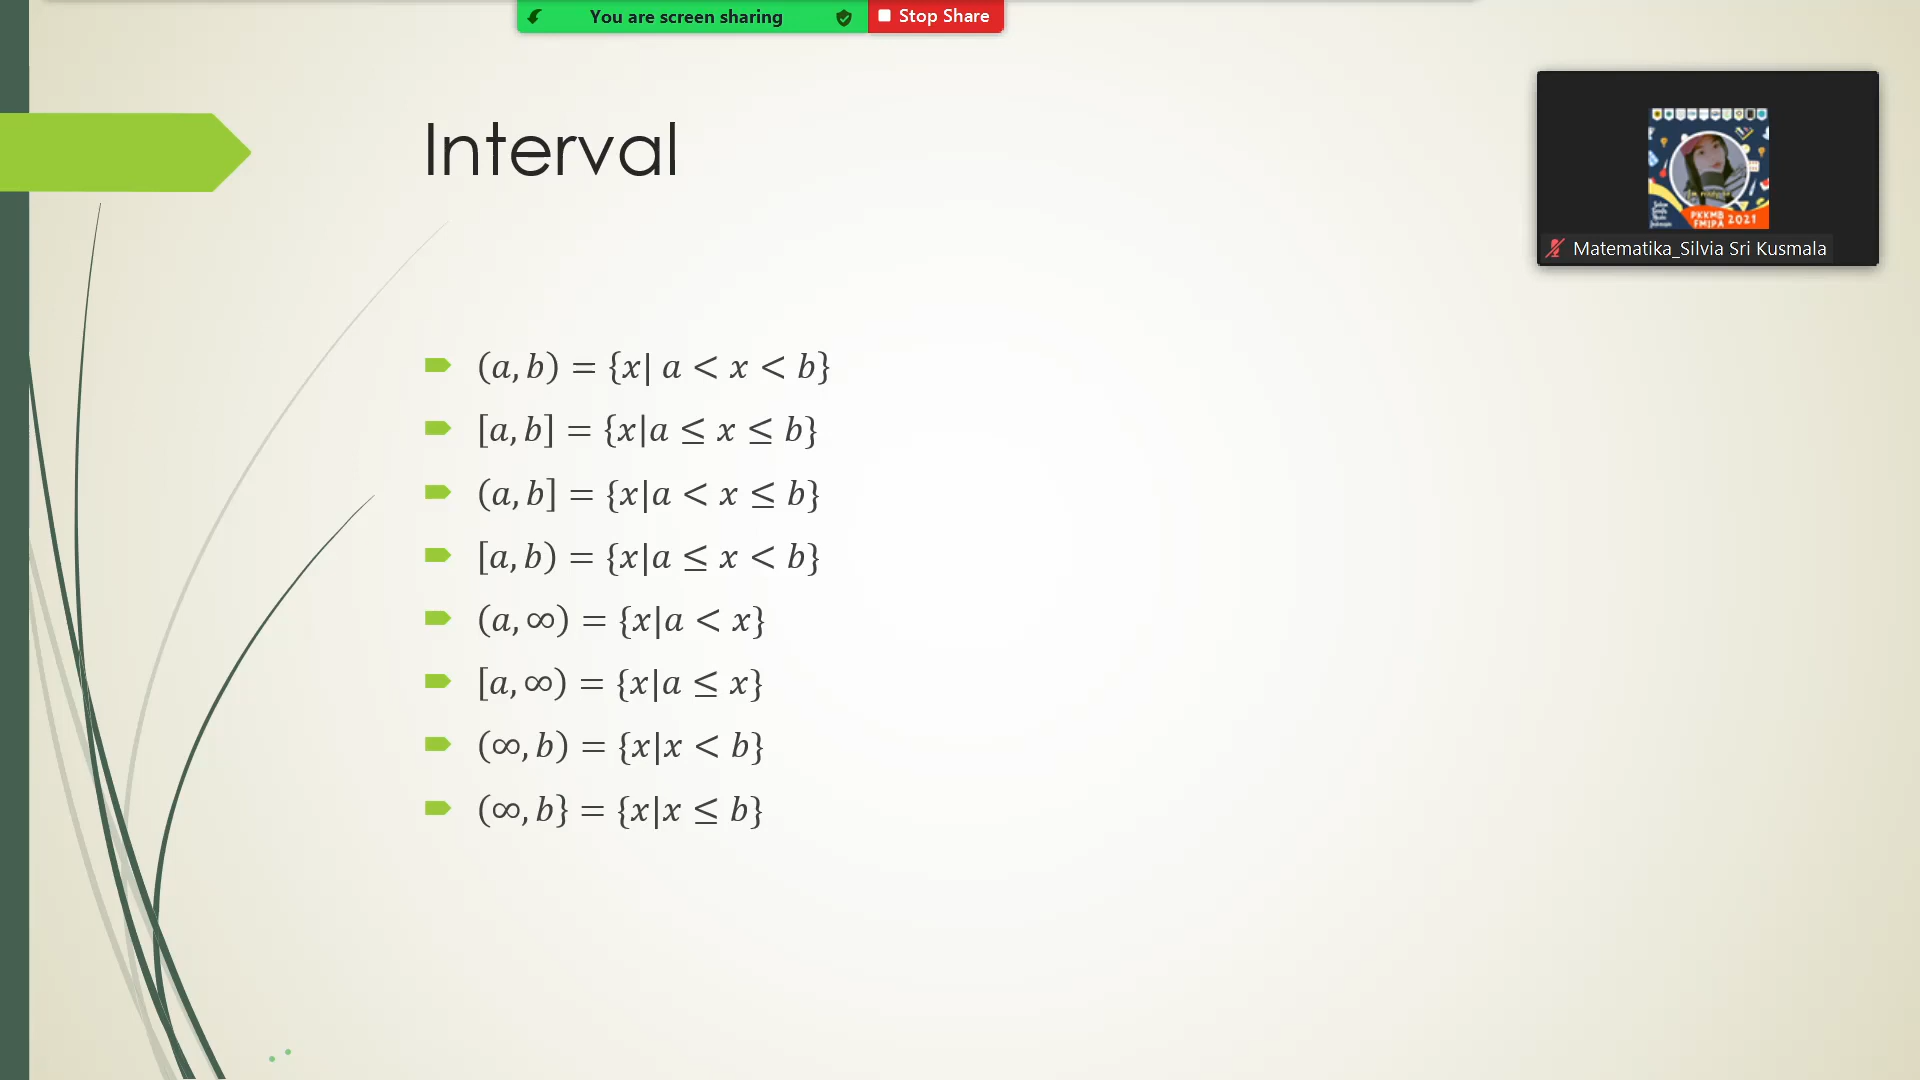 You are screen sharing
Stop Share
Interval
PKKMB
FMIPA 2021
Matematika_Silvia Sri Kusmala
(a, b) = {x| a < x < b}
[a, b] = {x|a ≤ x ≤ b}
(a, b] = {x|a < x ≤ b}
[a, b) = {x|a ≤ x < b}
(a, ∞) = {x|a < x}
[a, ∞) = {x|a ≤ x}
(∞, b) = {x|x < b}
(∞, b} = {x|x ≤ b}